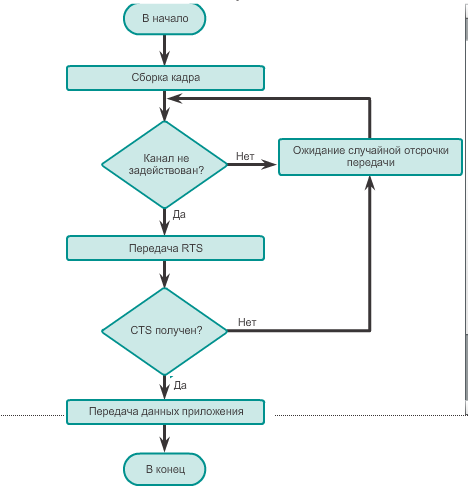 В начало
Сборка кадра
Ожидание случайной отсрочки
передачи
Канал не
задействован?
Нет
Да
Передача RTS
CTS получен?
Нет
Да
Передача данных приложения
В конец